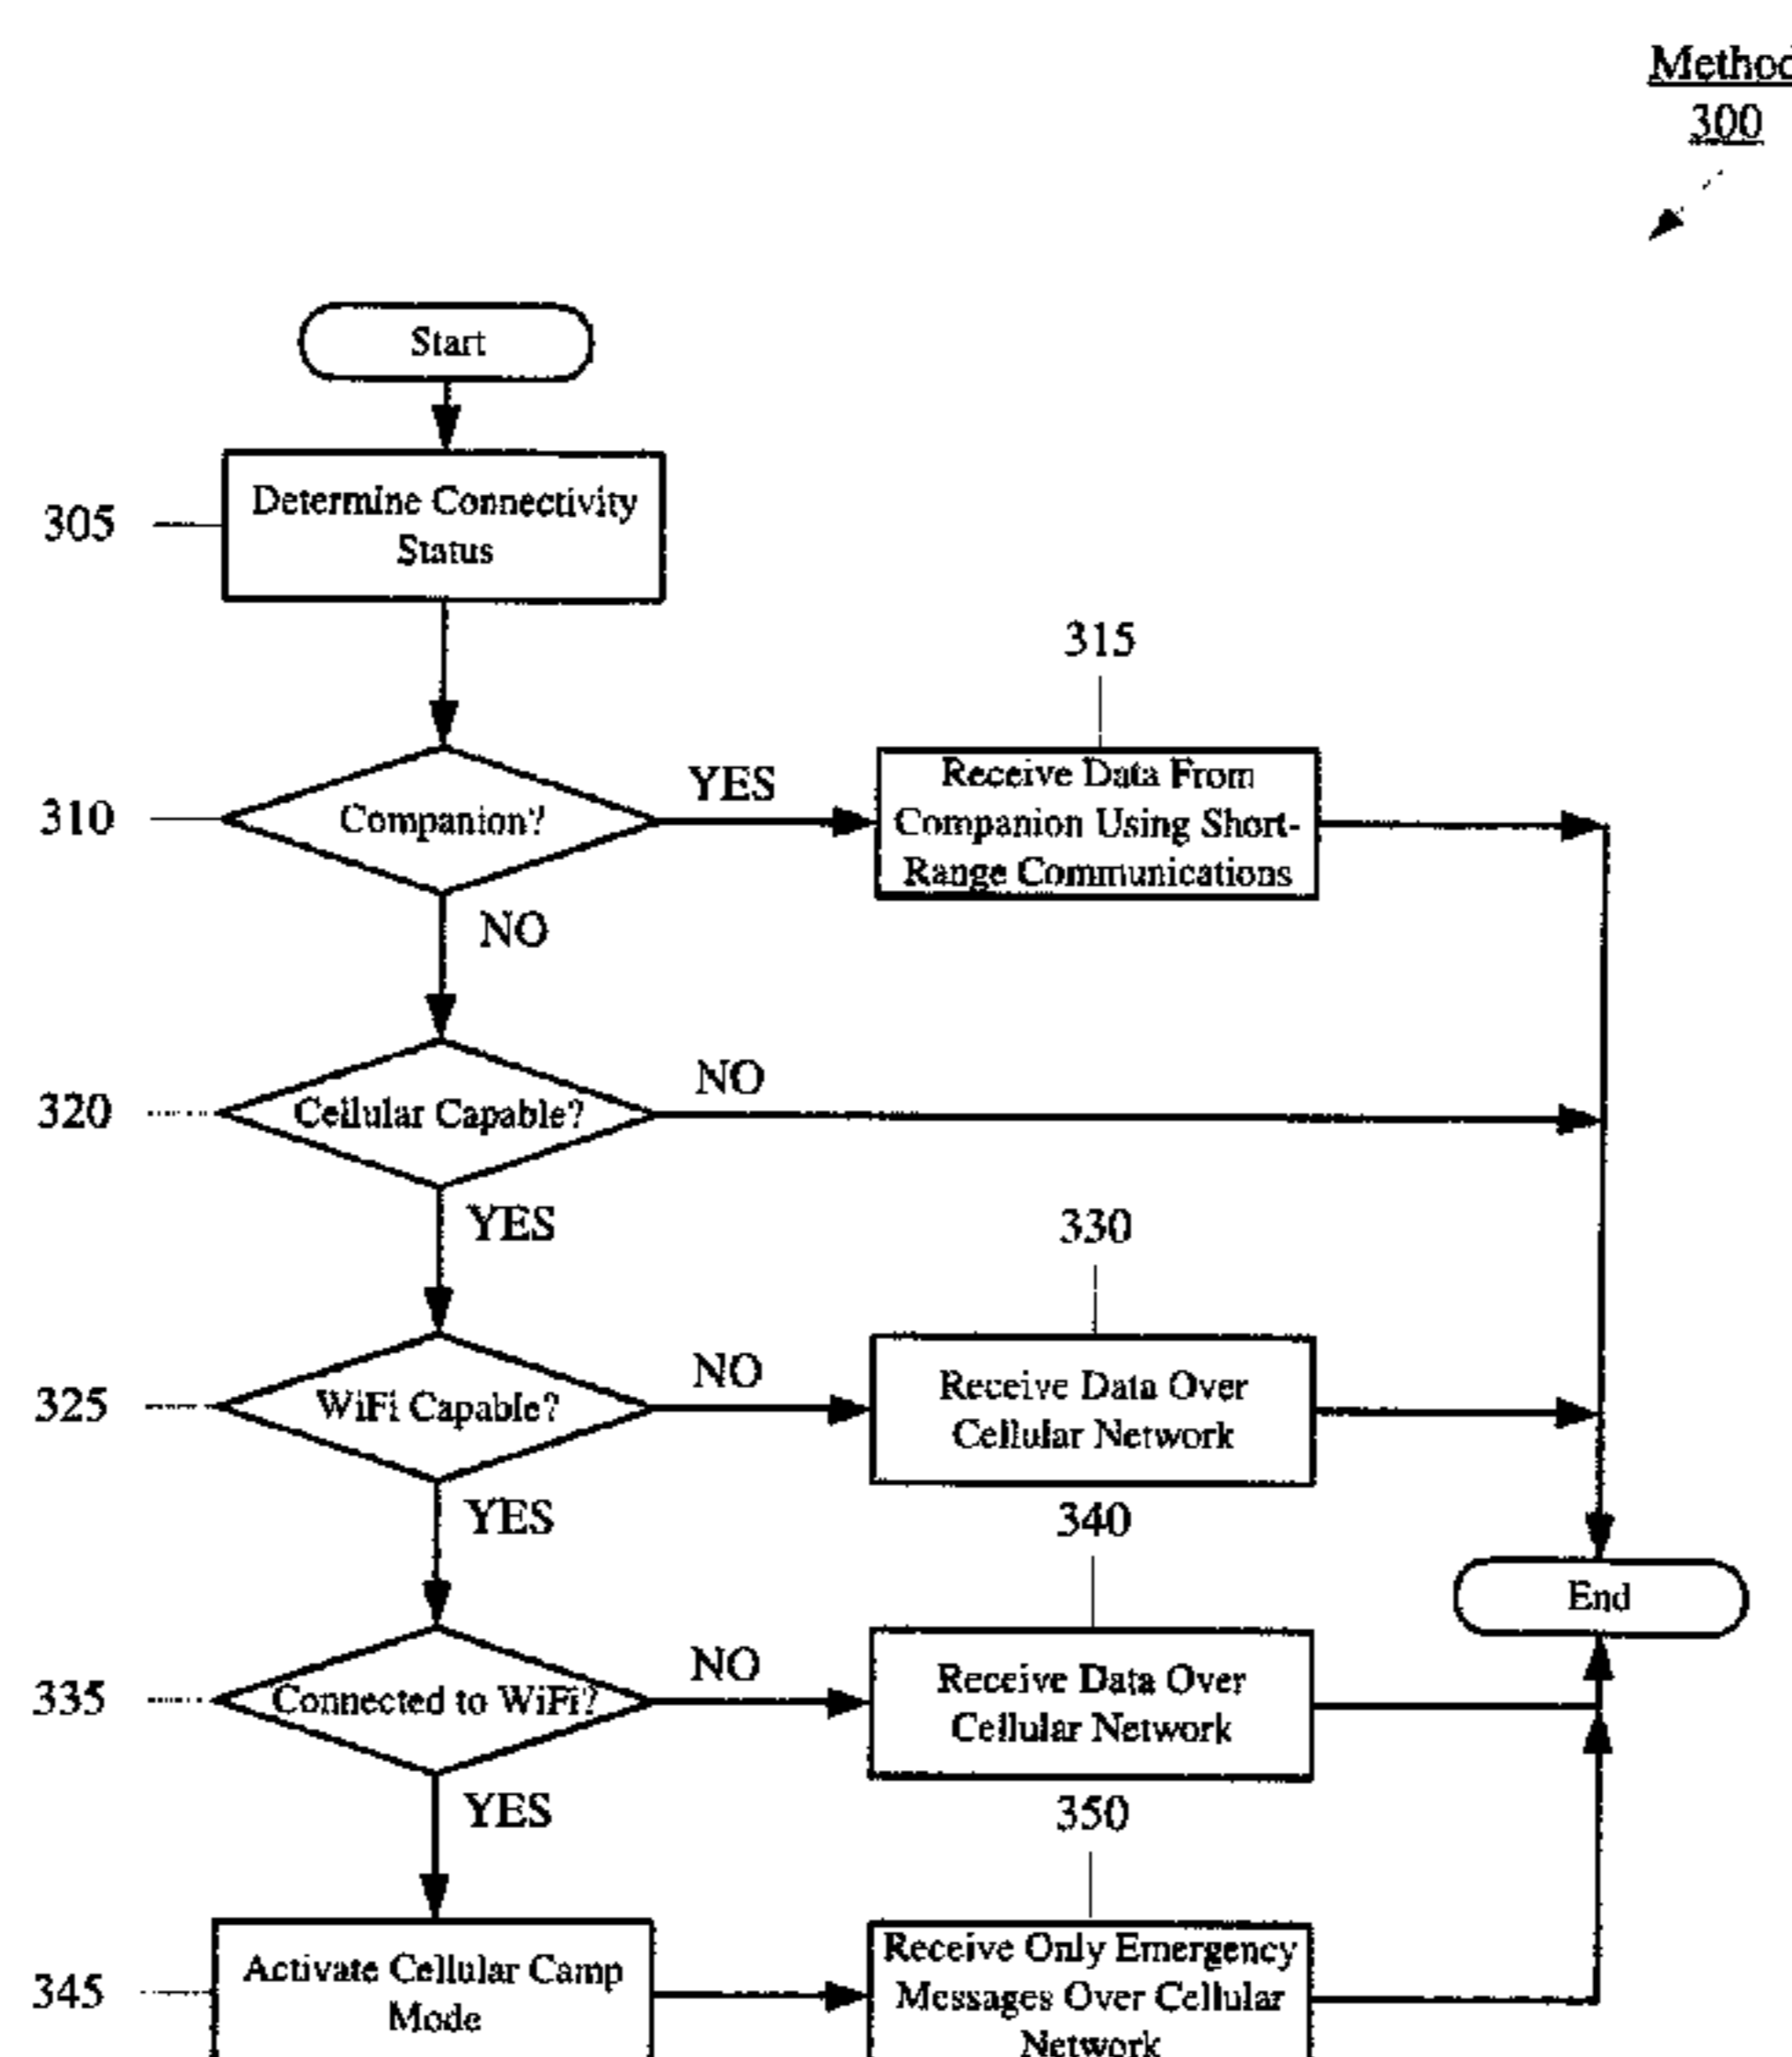 Method
300
Start
305
Determine Connectivity
Status
315
310
Companion?
YES
Receive Data From
Companion Using Short-
Range Communications
NO
320
Cellular Capable?
NO
YES
330
325
WiFi Capable?
NO
Receive Data Over
Cellular Network
YES
340
End
335
Connected to WiFi?
NO
Receive Data Over
Cellular Network
YES
350
345
Activate Cellular Camp
Mode
Receive Only Emergency
Messages Over Cellular
Network